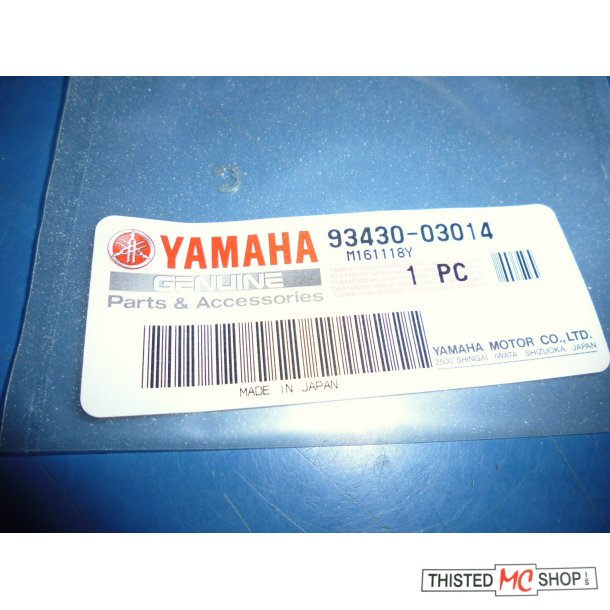 YAMAHA
GENUINE
Parts & Accessories
93430-03014
M161118Y
1 PC
YAMAHA MOTOR CO.,LTD.
2500 SHINGAI IWATA SHIZUOKA JAPAN
MADE IN JAPAN
THISTED MC SHOP I/S